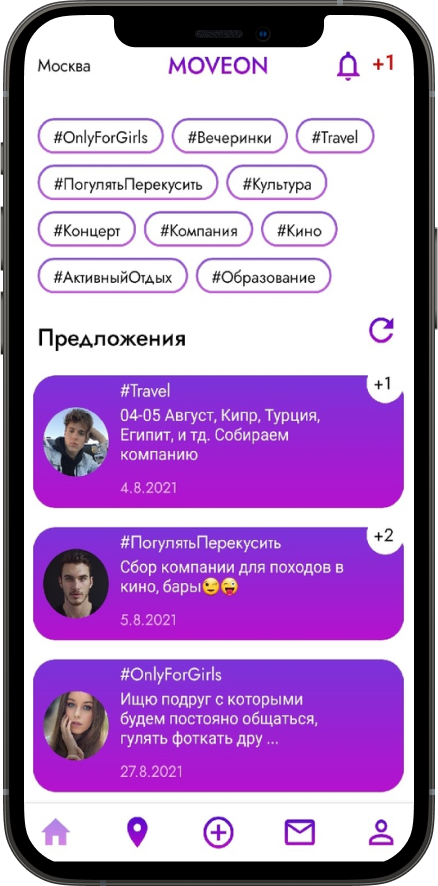 Москва
MOVEON
+1
#OnlyForGirls
#Вечеринки
#Travel
#ПогулятьПерекусить
#Культура
#Концерт
#Компания
#Кино
#АктивныйОтдых
#Образование
Предложения
#Travel
+1
04-05 Август, Кипр, Турция,
Египит, и тд. Собираем
компанию
4.8.2021
#ПогулятьПерекусить
+2
Сбор компании для походов в
кино, бары😉😜
5.8.2021
#OnlyForGirls
Ищю подруг с которыми
будем постояно общаться,
гулять фоткать дру ...
27.8.2021